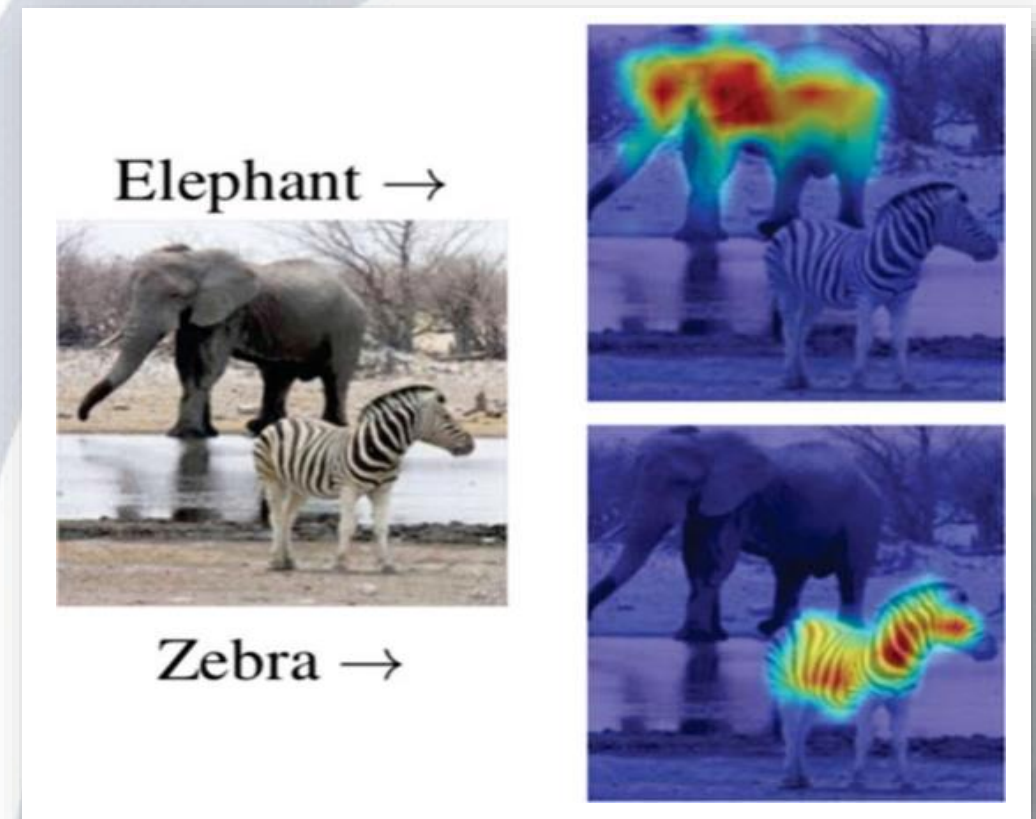 Elephant →
Zebra →